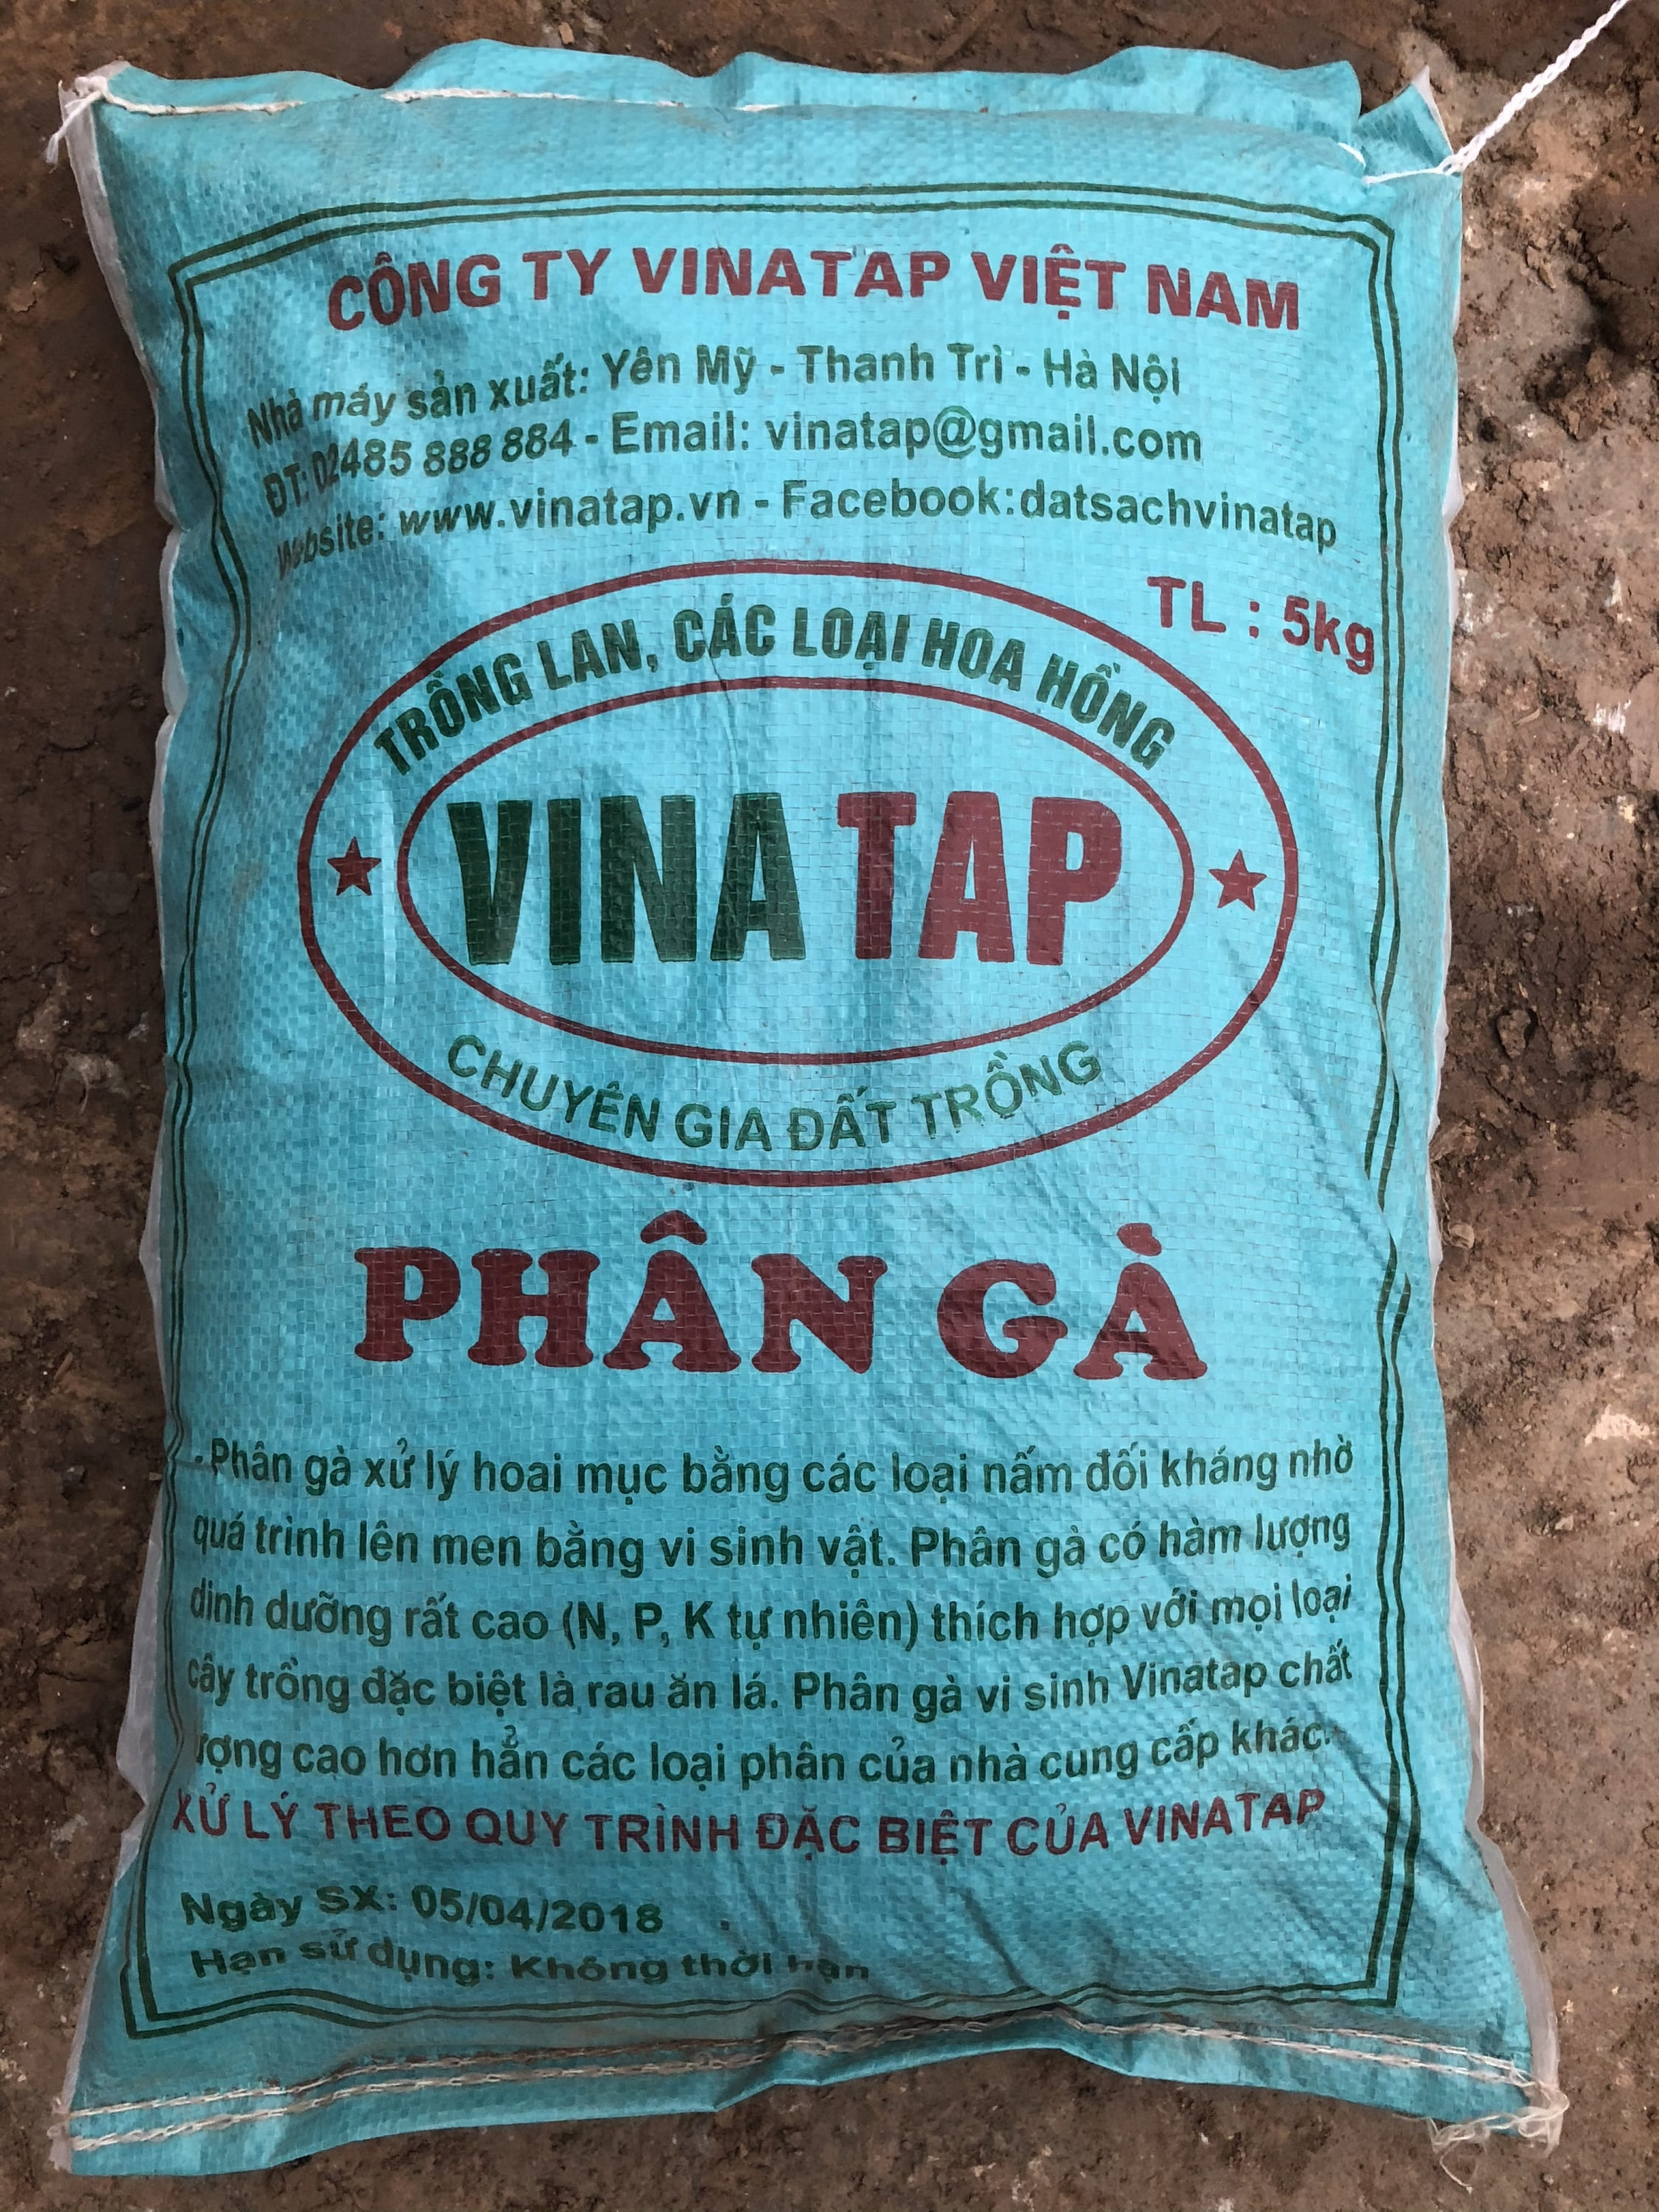 CÔNG TY VINATAP VIỆT NAM
Nhà máy sản xuất: Yên Mỹ - Thanh Trì - Hà Nội
ĐT: 02485 888 884 - Email: vinatap@gmail.com
Website: www.vinatap.vn - Facebook:datsachvinatap
TL : 5kg
TRỒNG LAN, CÁC LOẠI HOA HỒNG
VINATAP
CHUYÊN GIA ĐẤT TRỒNG
PHÂN GÀ
- Phân gà xử lý hoai mục bằng các loại nấm đối kháng nhờ
quá trình lên men bằng vi sinh vật. Phân gà có hàm lượng
dinh dưỡng rất cao (N, P, K tự nhiên) thích hợp với mọi loại
cây trồng đặc biệt là rau ăn lá. Phân gà vi sinh Vinatap chất
lượng cao hơn hẳn các loại phân của nhà cung cấp khác.
XỬ LÝ THEO QUY TRÌNH ĐẶC BIỆT CỦA VINATAP
Ngày SX: 05/04/2018
Hạn sử dụng: Không thời hạn